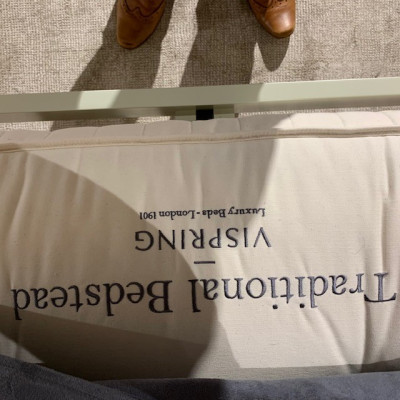 Traditional Bedstead
VISPRING
Luxury Beds - London 1901